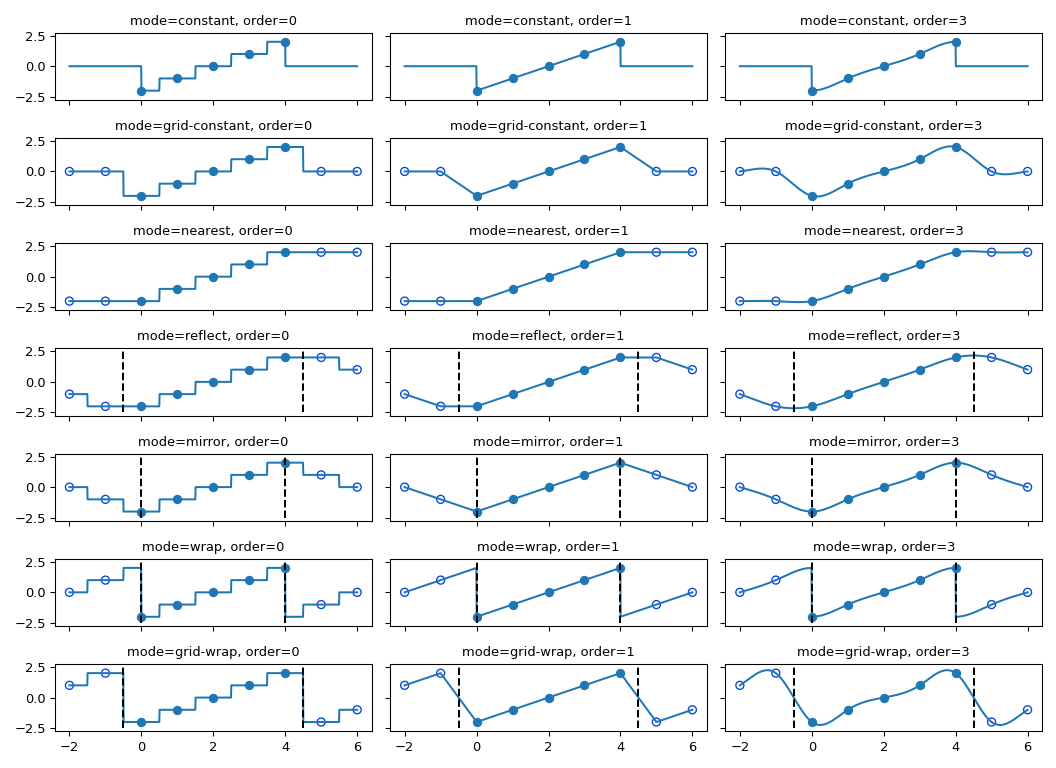 mode=constant, order=0 mode=constant, order=1 mode=constant, order=3
2.5
0.0
−2.5
mode=grid-constant, order=0 mode=grid-constant, order=1 mode=grid-constant, order=3
2.5
0.0
−2.5
mode=nearest, order=0 mode=nearest, order=1 mode=nearest, order=3
2.5
0.0
−2.5
mode=reflect, order=0 mode=reflect, order=1 mode=reflect, order=3
2.5
0.0
−2.5
mode=mirror, order=0 mode=mirror, order=1 mode=mirror, order=3
2.5
0.0
−2.5
mode=wrap, order=0 mode=wrap, order=1 mode=wrap, order=3
2.5
0.0
−2.5
mode=grid-wrap, order=0 mode=grid-wrap, order=1 mode=grid-wrap, order=3
2.5
0.0
−2.5
−2 0 2 4 6 −2 0 2 4 6 −2 0 2 4 6